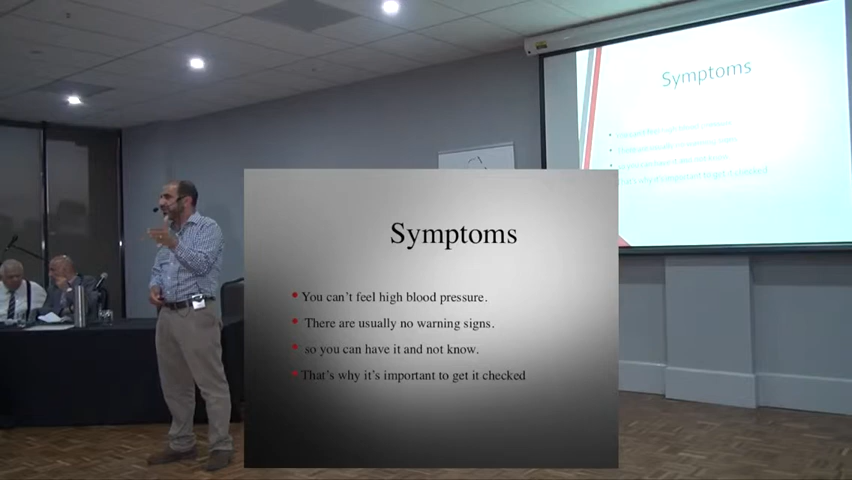 Symptoms
Symptoms
• You can't feel high blood pressure.
• There are usually no warning signs.
• so you can have it and not know.
• That's why it's important to get it checked